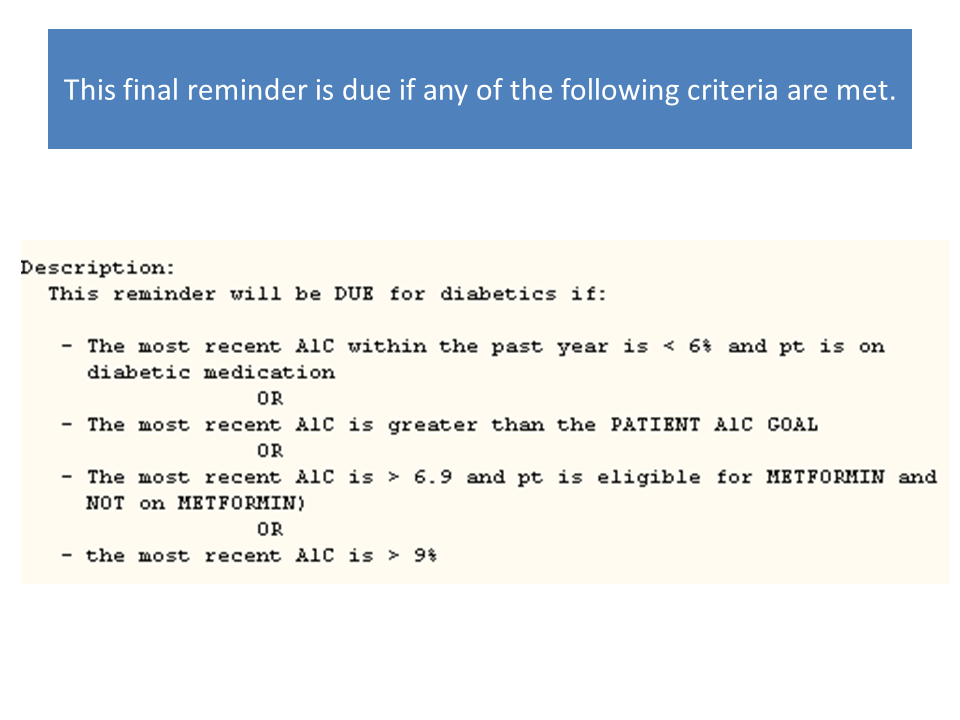 This final reminder is due if any of the following criteria are met.
Description:
This reminder will be DUE for diabetics if:
- The most recent A1C within the past year is < 6% and pt is on
diabetic medication
OR
- The most recent A1C is greater than the PATIENT A1C GOAL
OR
- The most recent A1C is > 6.9 and pt is eligible for METFORMIN and
NOT on METFORMIN)
OR
- the most recent A1C is > 9%